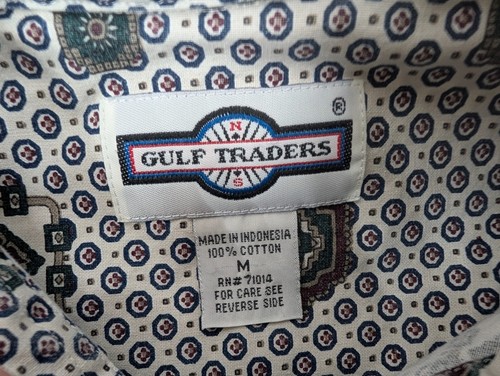 ®
N
GULF TRADERS
S
MADE IN INDONESIA
100% COTTON
M
RN# 71014
FOR CARE SEE
REVERSE SIDE